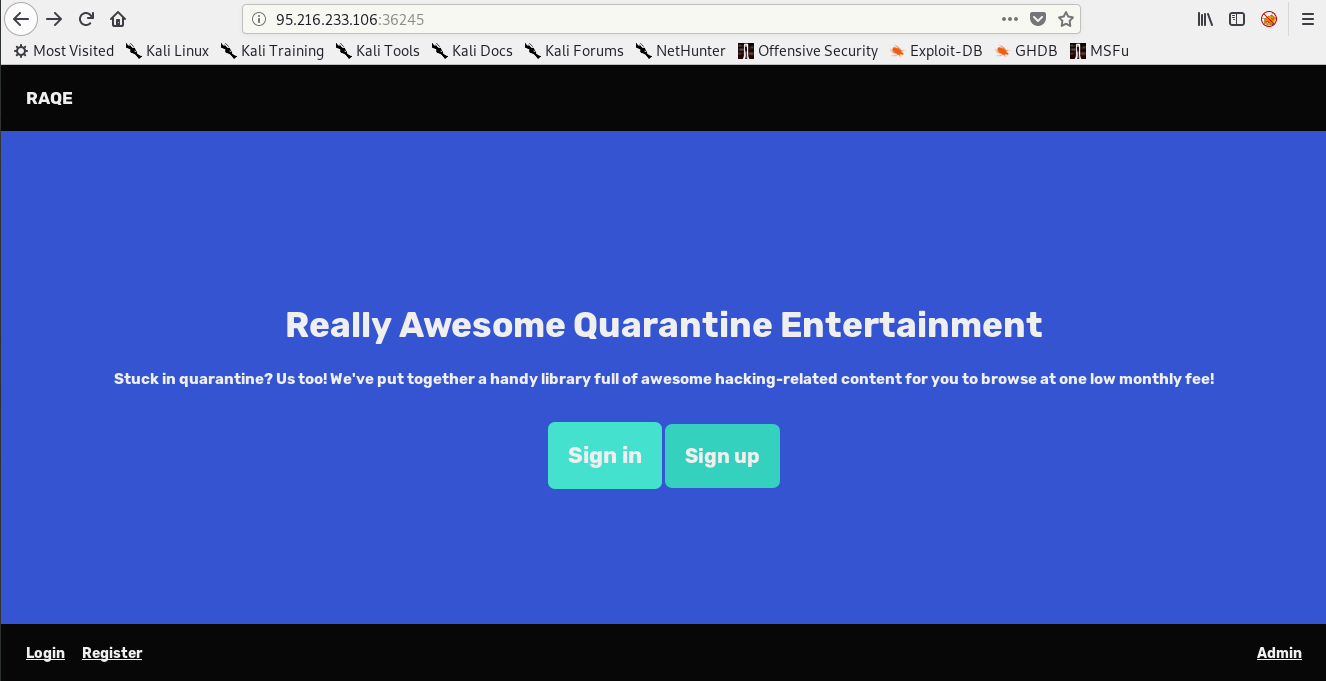 95.216.233.106:36245
Most Visited Kali Linux Kali Training Kali Tools Kali Docs Kali Forums NetHunter Offensive Security Exploit-DB GHDB MSFu
RAQE
Really Awesome Quarantine Entertainment
Stuck in quarantine? Us too! We've put together a handy library full of awesome hacking-related content for you to browse at one low monthly fee!
Sign in Sign up
Login Register Admin